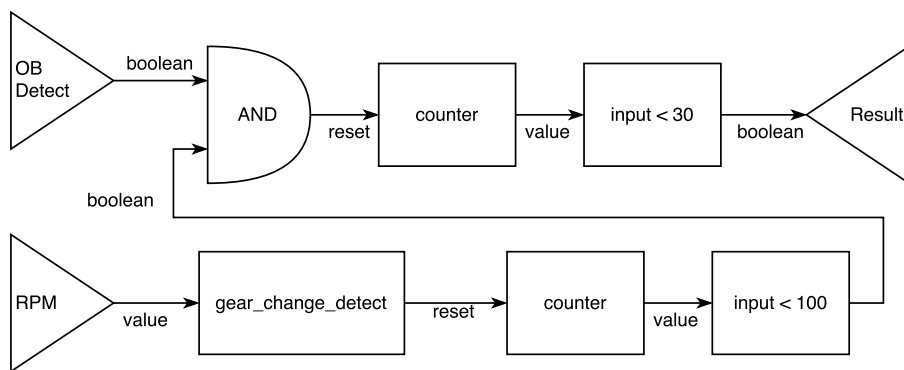 OB
Detect
boolean
AND
reset
counter
value
input < 30
boolean
Result
boolean
RPM
value
gear_change_detect
reset
counter
value
input < 100